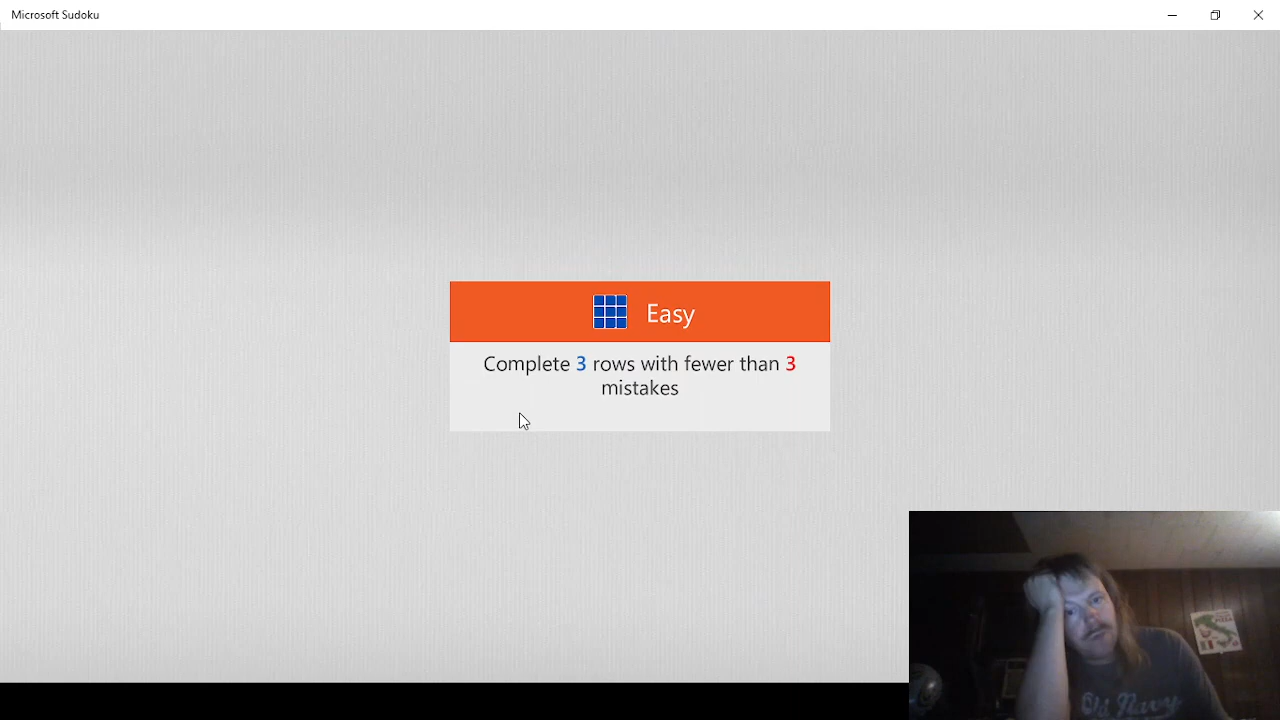 Microsoft Sudoku
Easy
Complete 3 rows with fewer than 3
mistakes
Old Navy